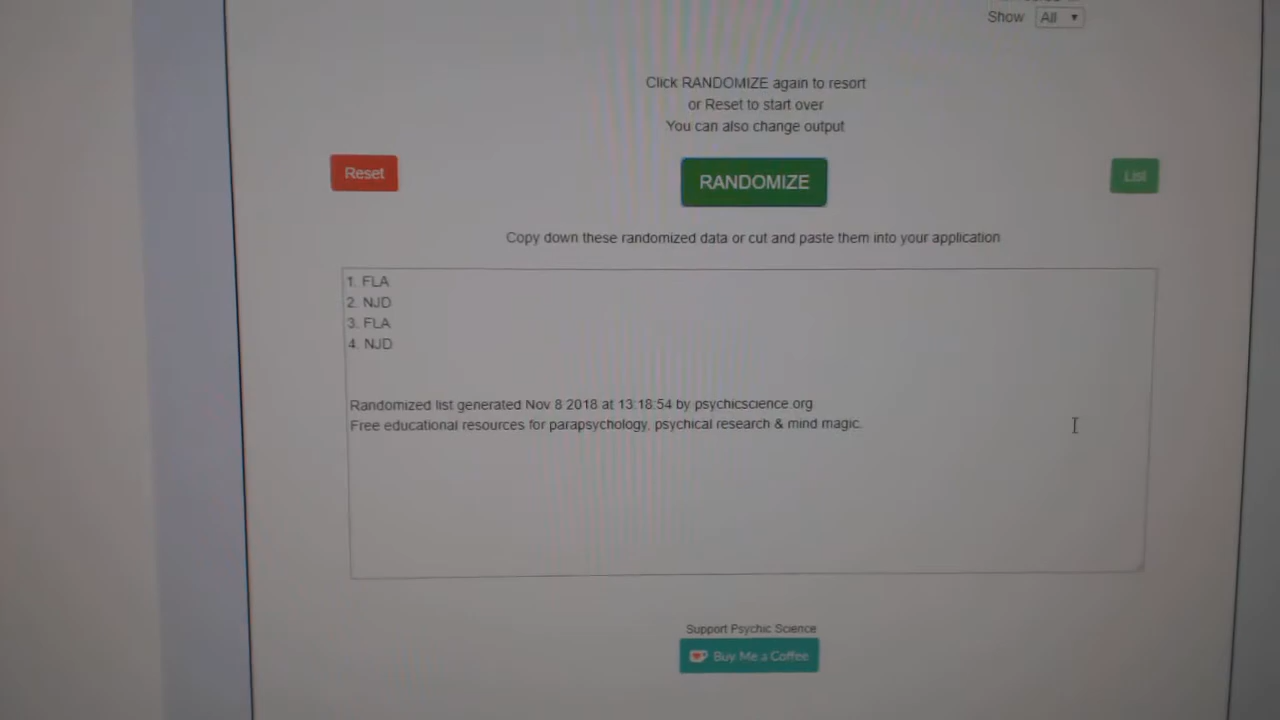 Show All
Click RANDOMIZE again to resort
or Reset to start over
You can also change output
Reset
RANDOMIZE
List
Copy down these randomized data or cut and paste them into your application
1. FLA
2. NJD
3. FLA
4. NJD
Randomized list generated Nov 8 2018 at 13:18:54 by psychicscience.org
Free educational resources for parapsychology, psychical research & mind magic.
Support Psychic Science
Buy Me a Coffee